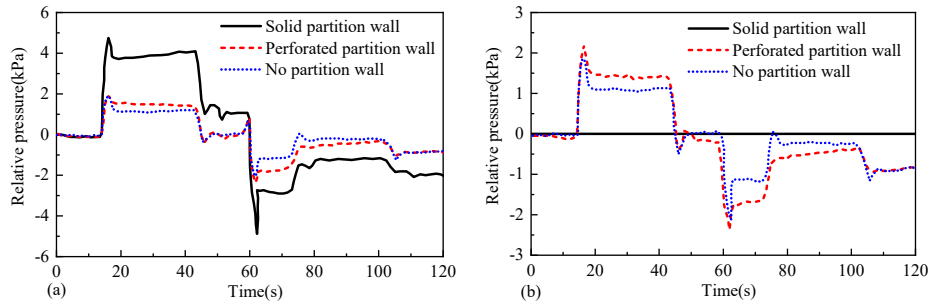 Solid partition wall
Perforated partition wall
No partition wall
Relative pressure(kPa)
6
4
2
0
-2
-4
-6
0 20 40 60 80 100 120
Time(s)
(a)
Solid partition wall
Perforated partition wall
No partition wall
Relative pressure(kPa)
3
2
1
0
-1
-2
-3
0 20 40 60 80 100 120
Time(s)
(b)